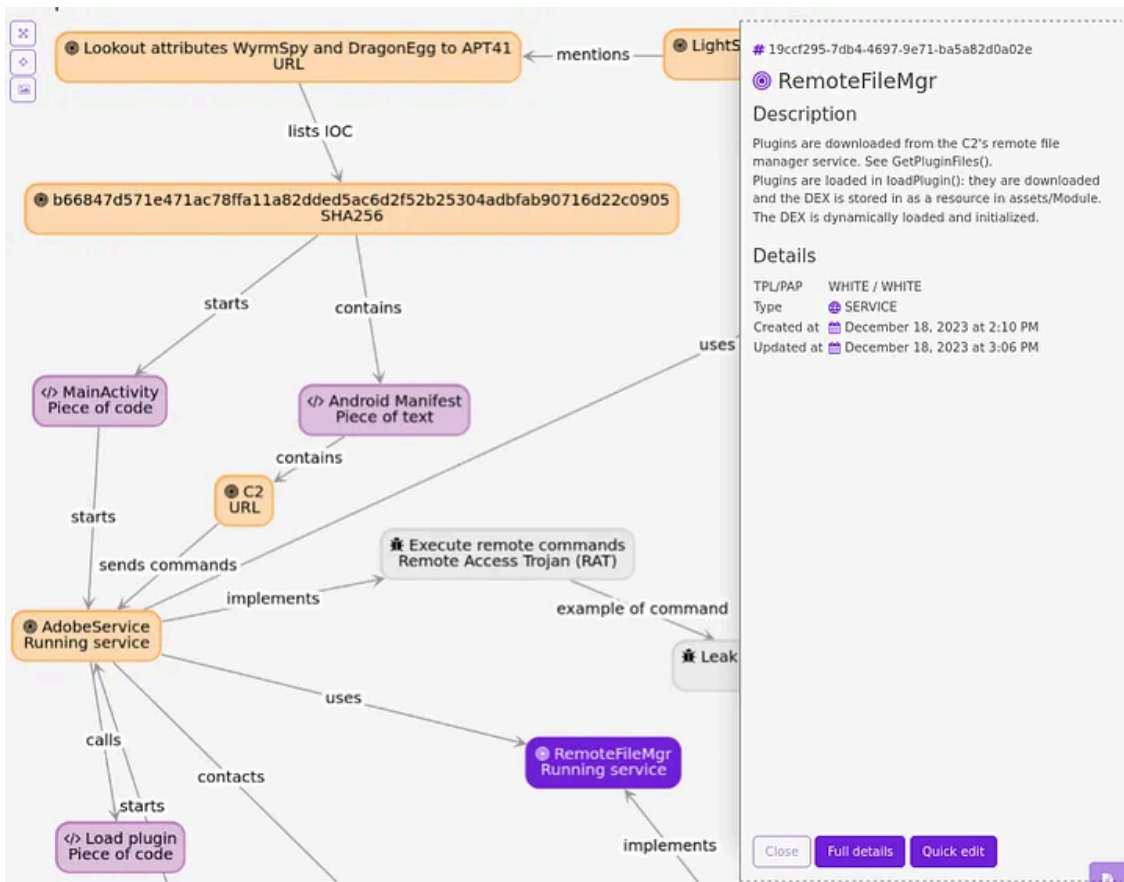 Lookout attributes WyrmSpy and DragonEgg to APT41
URL
mentions
LightS
lists IOC
b66847d571e471ac78ffa11a82dded5ac6d2f52b25304adbfab90716d22c0905
SHA256
starts
contains
uses
</> MainActivity
Piece of code
</> Android Manifest
Piece of text
contains
C2
URL
starts
sends commands
Execute remote commands
Remote Access Trojan (RAT)
implements
example of command
AdobeService
Running service
Leak
uses
calls
contacts
RemoteFileMgr
Running service
starts
</> Load plugin
Piece of code
implements
# 19ccf295-7db4-4697-9e71-ba5a82d0a02e
RemoteFileMgr
Description
Plugins are downloaded from the C2's remote file
manager service. See GetPluginFiles().
Plugins are loaded in loadPlugin(): they are downloaded
and the DEX is stored in as a resource in assets/Module.
The DEX is dynamically loaded and initialized.
Details
TPL/PAP WHITE / WHITE
Type SERVICE
Created at December 18, 2023 at 2:10 PM
Updated at December 18, 2023 at 3:06 PM
Close
Full details
Quick edit